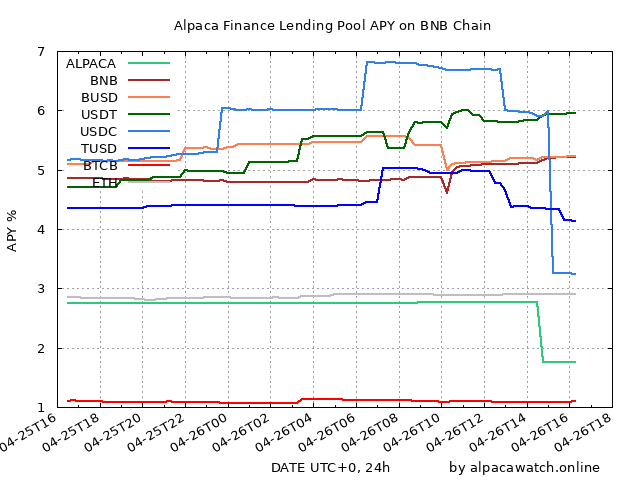 Alpaca Finance Lending Pool APY on BNB Chain
7
6
5
4
3
2
1
APY %
ALPACA
BNB
BUSD
USDT
USDC
TUSD
BTCB
ETH
04-25T16
04-25T18
04-25T20
04-25T22
04-26T00
04-26T02
04-26T04
04-26T06
04-26T08
04-26T10
04-26T12
04-26T14
04-26T16
04-26T18
DATE UTC+0, 24h by alpacawatch.online